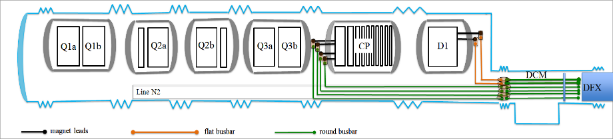 Q1a Q1b Q2a Q2b Q3a Q3b CP D1
DCM
DFX
Line N2
magnet leads flat busbar round busbar